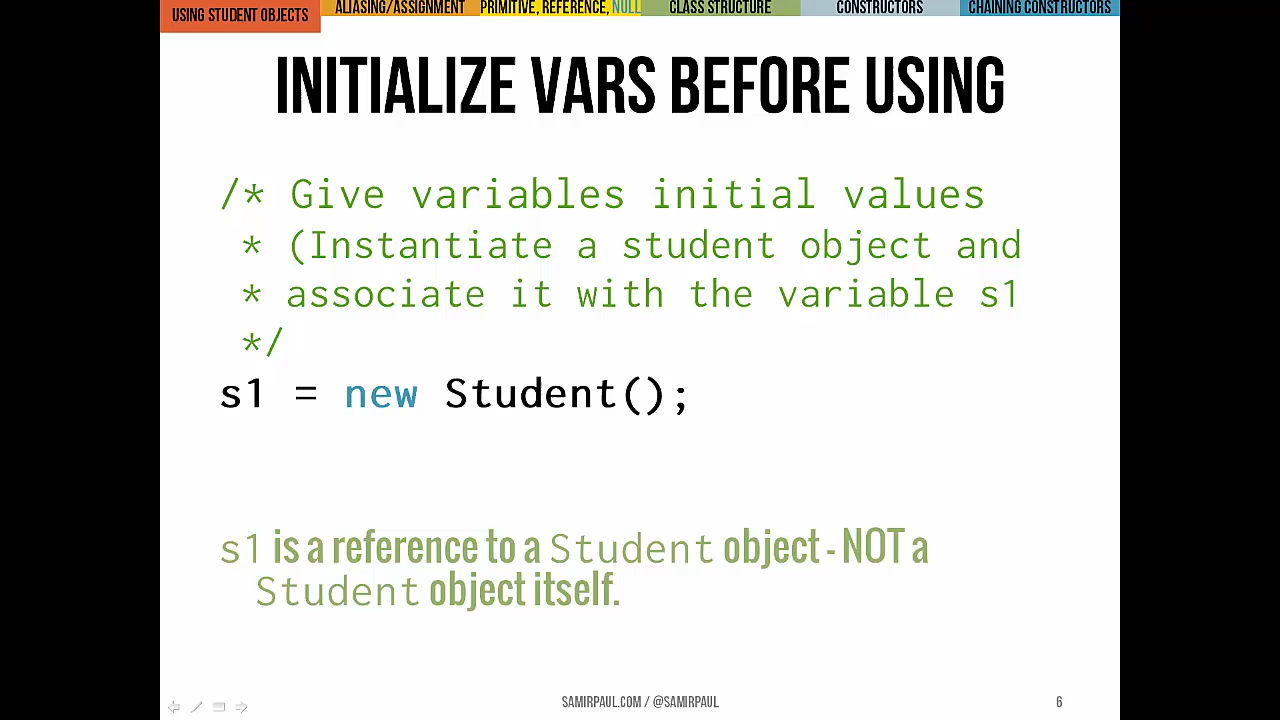 USING STUDENT OBJECTS
ALIASING/ASSIGNMENT
PRIMITIVE, REFERENCE, NULL
CLASS STRUCTURE
CONSTRUCTORS
CHAINING CONSTRUCTORS
INITIALIZE VARS BEFORE USING
/* Give variables initial values
* (Instantiate a student object and
* associate it with the variable s1
*/
s1 = new Student();
s1 is a reference to a Student object - NOT a
Student object itself.
SAMIRPAUL.COM / @SAMIRPAUL
6